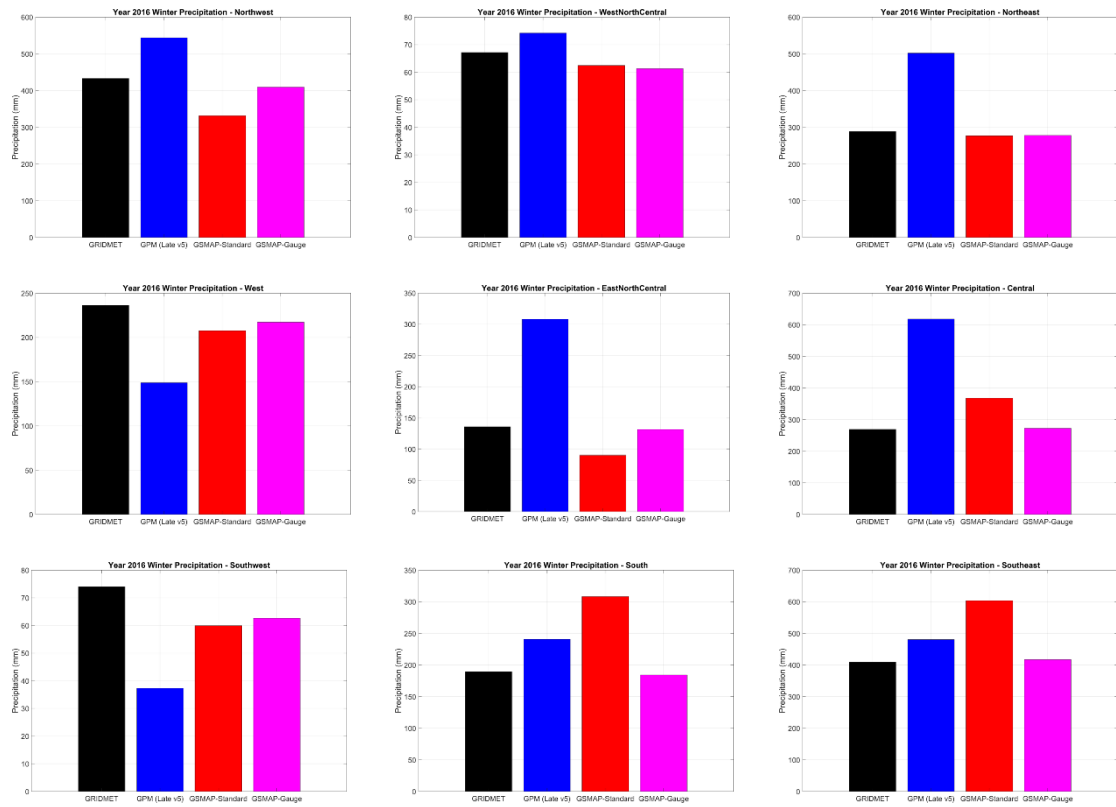 Year 2016 Winter Precipitation - Northwest
Precipitation (mm)
600
500
400
300
200
100
0
GRIDMET GPM (Late v5) GSMAP-Standard GSMAP-Gauge
Year 2016 Winter Precipitation - WestNorthCentral
Precipitation (mm)
80
70
60
50
40
30
20
10
0
GRIDMET GPM (Late v5) GSMAP-Standard GSMAP-Gauge
Year 2016 Winter Precipitation - Northeast
Precipitation (mm)
600
500
400
300
200
100
0
GRIDMET GPM (Late v5) GSMAP-Standard GSMAP-Gauge
Year 2016 Winter Precipitation - West
Precipitation (mm)
250
200
150
100
50
0
GRIDMET GPM (Late v5) GSMAP-Standard GSMAP-Gauge
Year 2016 Winter Precipitation - EastNorthCentral
Precipitation (mm)
350
300
250
200
150
100
50
0
GRIDMET GPM (Late v5) GSMAP-Standard GSMAP-Gauge
Year 2016 Winter Precipitation - Central
Precipitation (mm)
700
600
500
400
300
200
100
0
GRIDMET GPM (Late v5) GSMAP-Standard GSMAP-Gauge
Year 2016 Winter Precipitation - Southwest
Precipitation (mm)
80
70
60
50
40
30
20
10
0
GRIDMET GPM (Late v5) GSMAP-Standard GSMAP-Gauge
Year 2016 Winter Precipitation - South
Precipitation (mm)
350
300
250
200
150
100
50
0
GRIDMET GPM (Late v5) GSMAP-Standard GSMAP-Gauge
Year 2016 Winter Precipitation - Southeast
Precipitation (mm)
700
600
500
400
300
200
100
0
GRIDMET GPM (Late v5) GSMAP-Standard GSMAP-Gauge